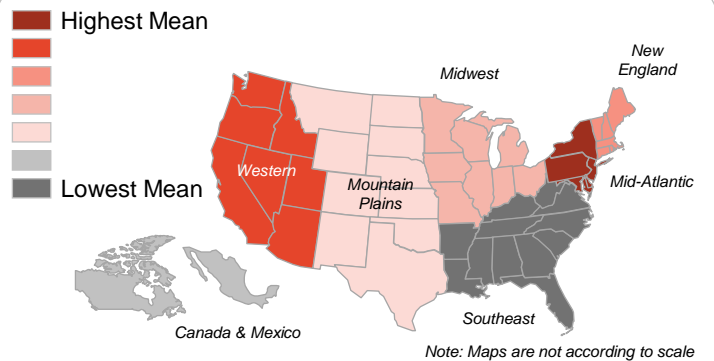 Highest Mean
New
England
Midwest
Western
Mountain
Plains
Mid-Atlantic
Lowest Mean
Southeast
Canada & Mexico
Note: Maps are not according to scale